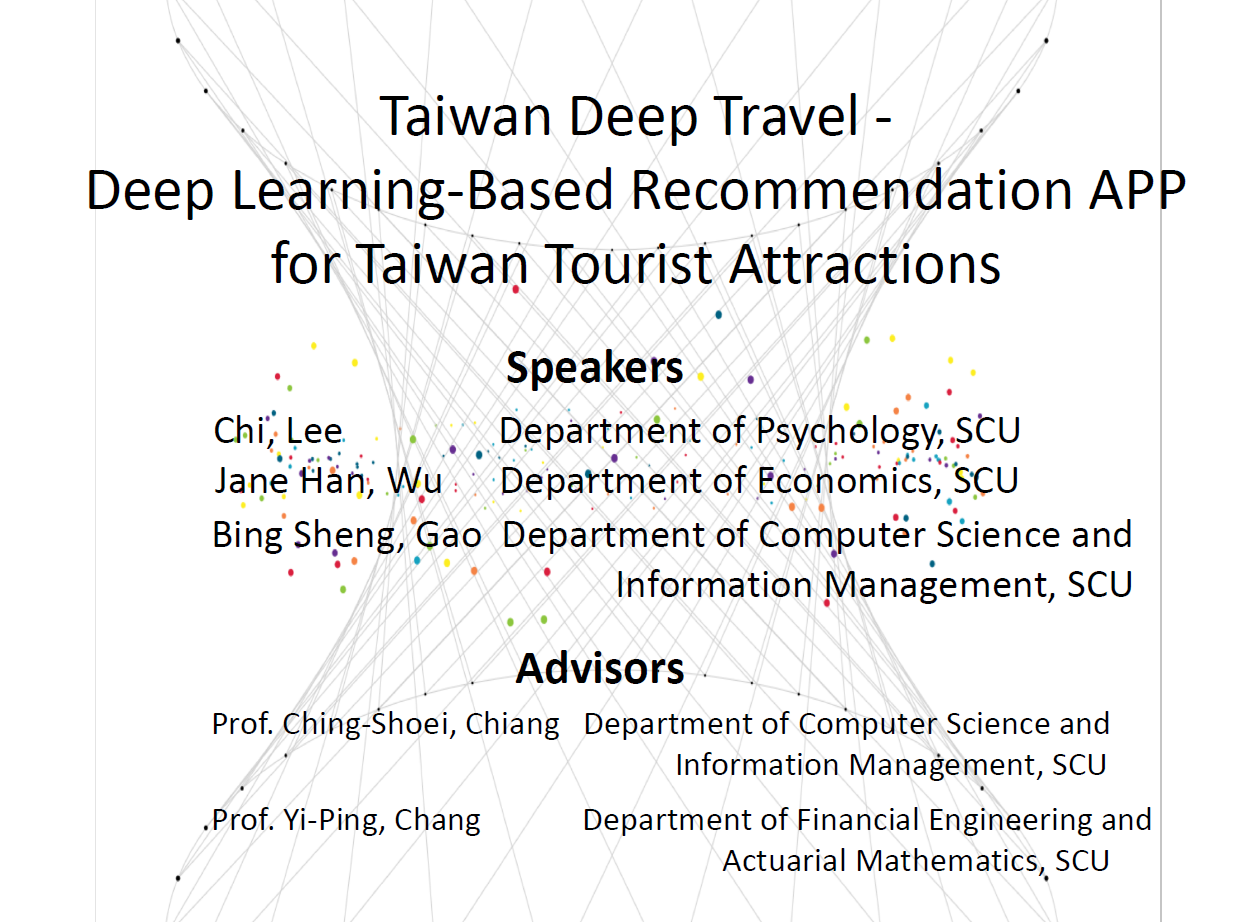 Taiwan Deep Travel -
Deep Learning-Based Recommendation APP
for Taiwan Tourist Attractions
Speakers
Chi, Lee Department of Psychology, SCU
Jane Han, Wu Department of Economics, SCU
Bing Sheng, Gao Department of Computer Science and
Information Management, SCU
Advisors
Prof. Ching-Shoei, Chiang Department of Computer Science and
Information Management, SCU
Prof. Yi-Ping, Chang Department of Financial Engineering and
Actuarial Mathematics, SCU